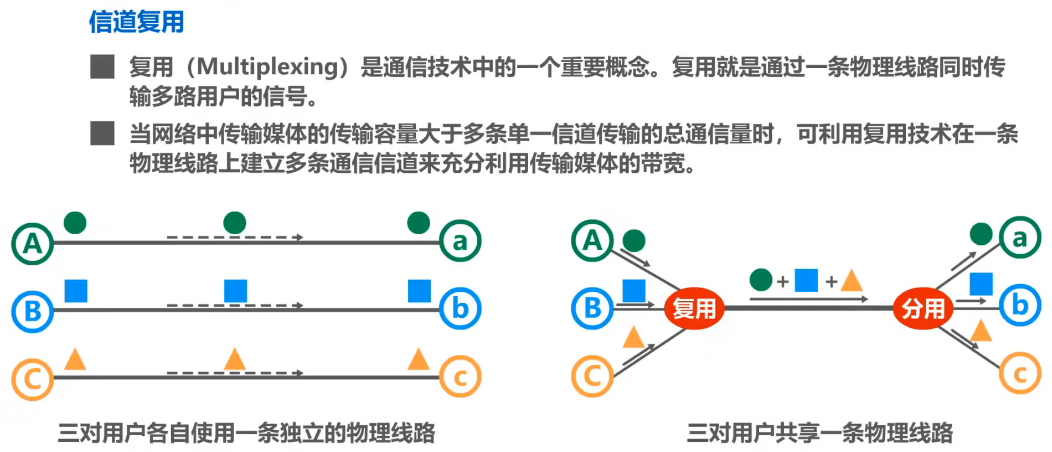 信道复用
复用（Multiplexing）是通信技术中的一个重要概念。复用就是通过一条物理线路同时传
输多路用户的信号。
当网络中传输媒体的传输容量大于多条单一信道传输的总通信量时，可利用复用技术在一条
物理线路上建立多条通信信道来充分利用传输媒体的带宽。
A a
B b
C c
三对用户各自使用一条独立的物理线路
A a
+ +
B 复用 分用 b
C c
三对用户共享一条物理线路